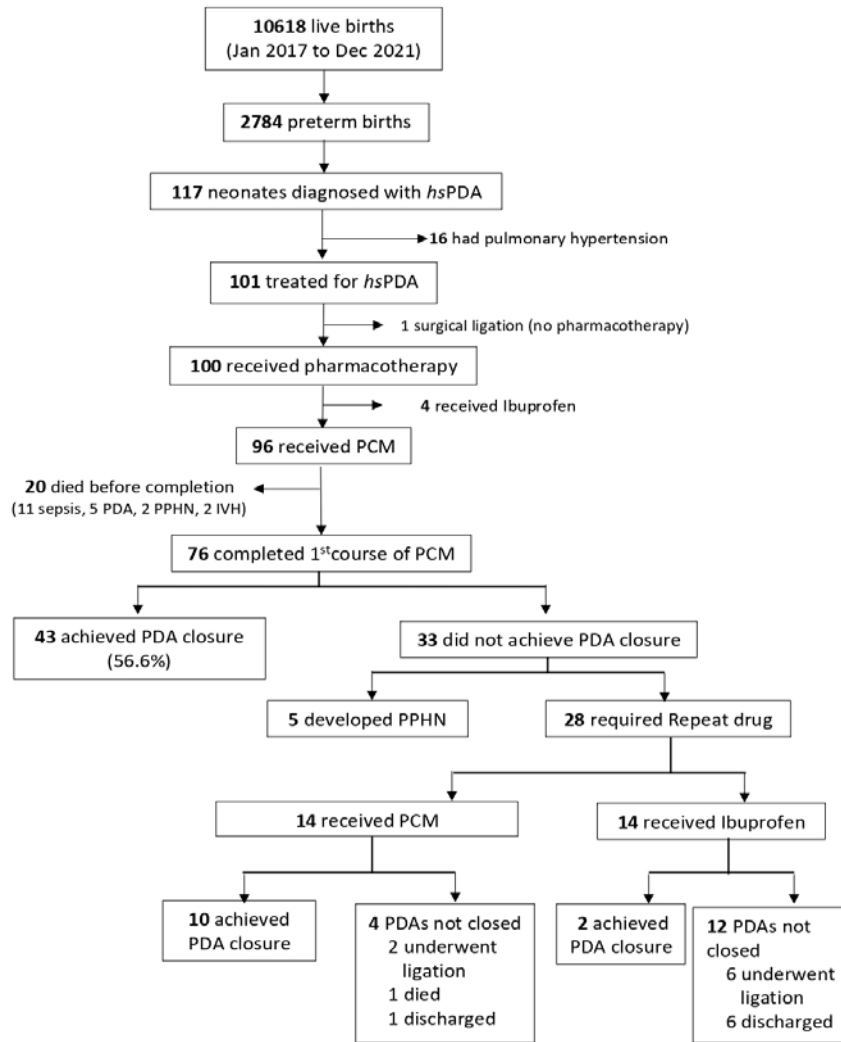 10618 live births
(Jan 2017 to Dec 2021)
2784 preterm births
117 neonates diagnosed with hsPDA
16 had pulmonary hypertension
101 treated for hsPDA
1 surgical ligation (no pharmacotherapy)
100 received pharmacotherapy
4 received Ibuprofen
96 received PCM
20 died before completion
(11 sepsis, 5 PDA, 2 PPHN, 2 IVH)
76 completed 1st course of PCM
43 achieved PDA closure
(56.6%)
33 did not achieve PDA closure
5 developed PPHN
28 required Repeat drug
14 received PCM
14 received Ibuprofen
10 achieved
PDA closure
4 PDAs not closed
2 underwent
ligation
1 died
1 discharged
2 achieved
PDA closure
12 PDAs not
closed
6 underwent
ligation
6 discharged